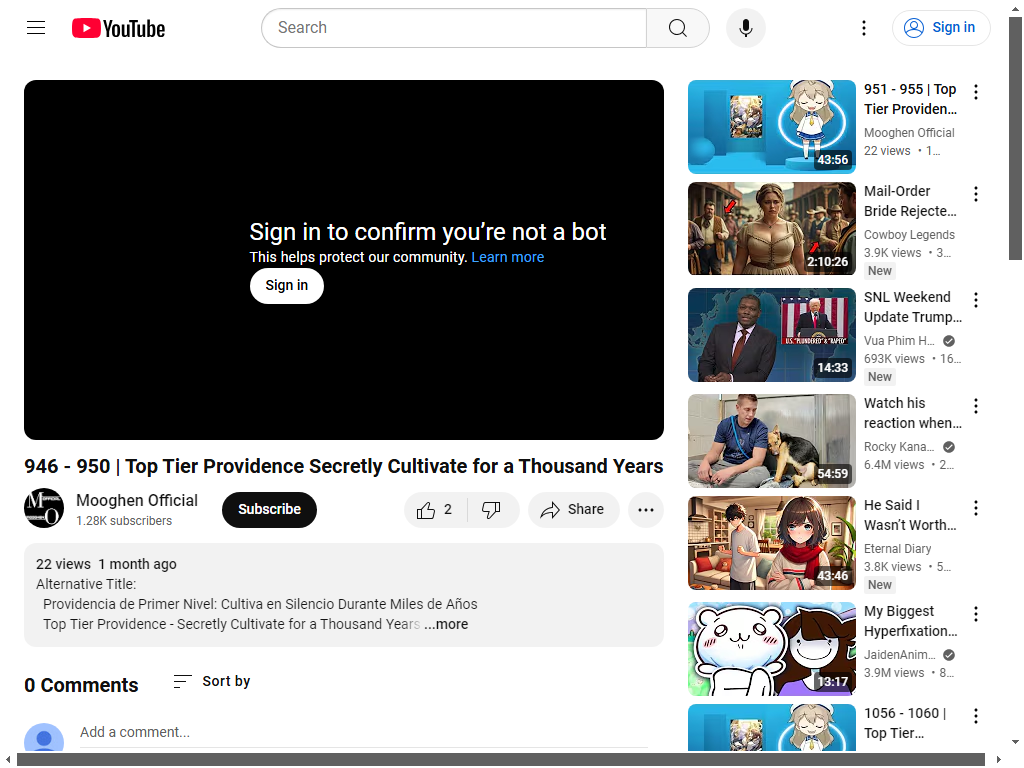 YouTube
Search
Sign in
Sign in to confirm you’re not a bot
This helps protect our community. Learn more
Sign in
946 - 950 | Top Tier Providence Secretly Cultivate for a Thousand Years
Mooghen Official
1.28K subscribers
Subscribe
2
Share
22 views 1 month ago
Alternative Title:
Providencia de Primer Nivel: Cultiva en Silencio Durante Miles de Años
Top Tier Providence - Secretly Cultivate for a Thousand Years ...more
0 Comments
Sort by
Add a comment...
43:56
951 - 955 | Top
Tier Providen…
Mooghen Official
22 views • 1…
2:10:26
Mail-Order
Bride Rejecte…
Cowboy Legends
3.9K views • 3…
New
U.S. "PLUNDERED" & "RAPED"
14:33
SNL Weekend
Update Trump…
Vua Phim H…
693K views • 16…
New
54:59
Watch his
reaction when…
Rocky Kana…
6.4M views • 2…
43:46
He Said I
Wasn’t Worth…
Eternal Diary
3.8K views • 5…
New
13:17
My Biggest
Hyperfixation…
JaidenAnim…
3.9M views • 8…
1056 - 1060 |
Top Tier…